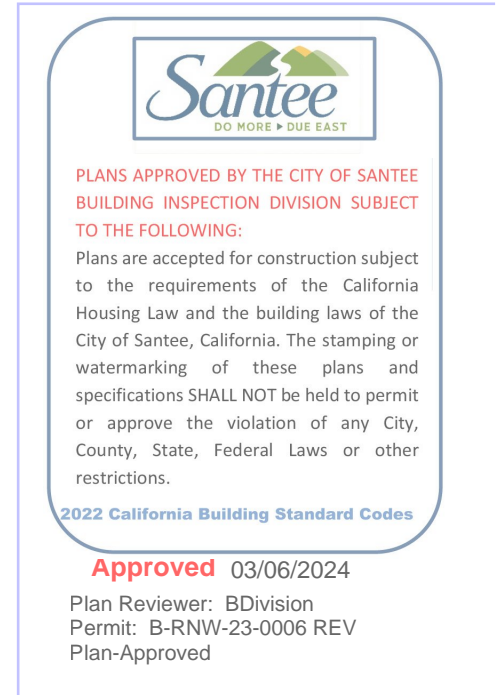 Santee
DO MORE ▶ DUE EAST
PLANS APPROVED BY THE CITY OF SANTEE
BUILDING INSPECTION DIVISION SUBJECT
TO THE FOLLOWING:
Plans are accepted for construction subject
to the requirements of the California
Housing Law and the building laws of the
City of Santee, California. The stamping or
watermarking of these plans and
specifications SHALL NOT be held to permit
or approve the violation of any City,
County, State, Federal Laws or other
restrictions.
2022 California Building Standard Codes
Approved 03/06/2024
Plan Reviewer: BDivision
Permit: B-RNW-23-0006 REV
Plan-Approved